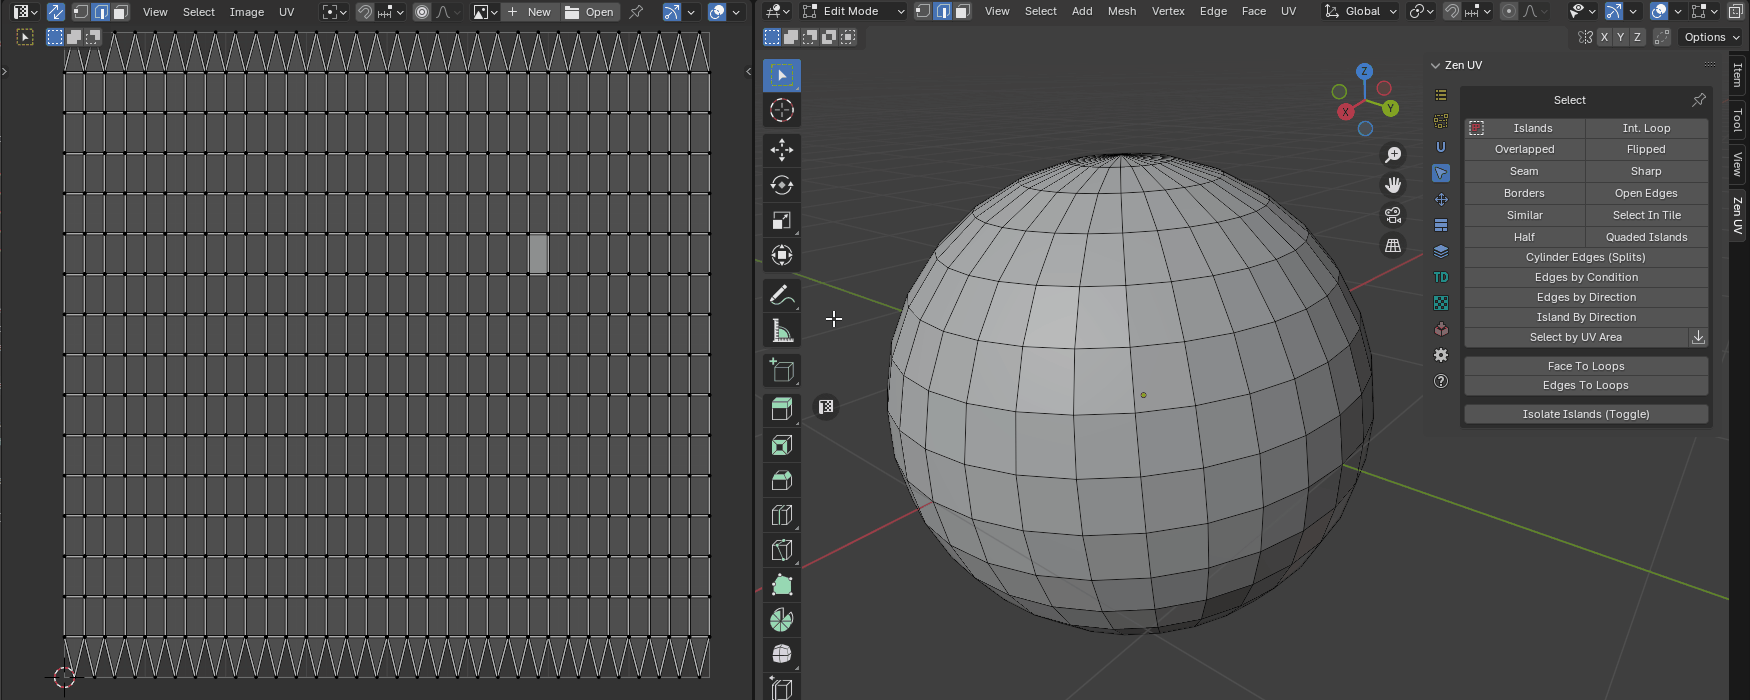 View Select Image UV New Open Edit Mode View Select Add Mesh Vertex Edge Face UV Global
X Y Z Options
Zen UV
Select
Islands Int. Loop
Overlapped Flipped
Seam Sharp
Borders Open Edges
Similar Select In Tile
Half Quaded Islands
Cylinder Edges (Splits)
Edges by Condition
Edges by Direction
Island By Direction
Select by UV Area
Face To Loops
Edges To Loops
Isolate Islands (Toggle)
TD
Z
X
Y
Item
Tool
View
Zen UV